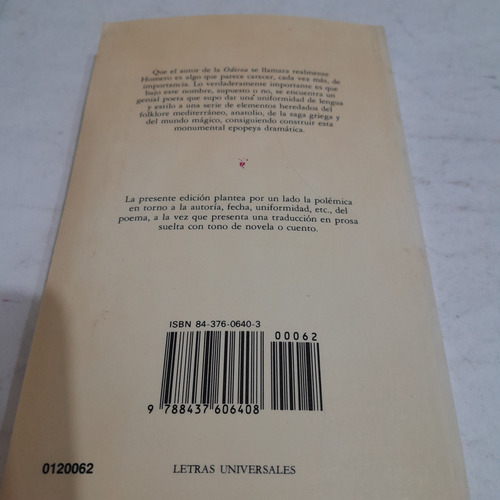 Que el autor de la Odisea se llamara realmente
Homero es algo que parece carecer, cada vez más, de
importancia. Lo verdaderamente importante es que
bajo este nombre, supuesto o no, se encuentra un
genial poeta que supo dar una uniformidad de lengua
y estilo a una serie de elementos heredados del
folklore mediterráneo, anatolio, de la saga griega y
del mundo mágico, consiguiendo construir esta
monumental epopeya dramática.
La presente edición plantea por un lado la polémica
en torno a la autoría, fecha, uniformidad, etc., del
poema, a la vez que presenta una traducción en prosa
suelta con tono de novela o cuento.
ISBN 84-376-0640-3
00062
9 788437 606408
0120062
LETRAS UNIVERSALES